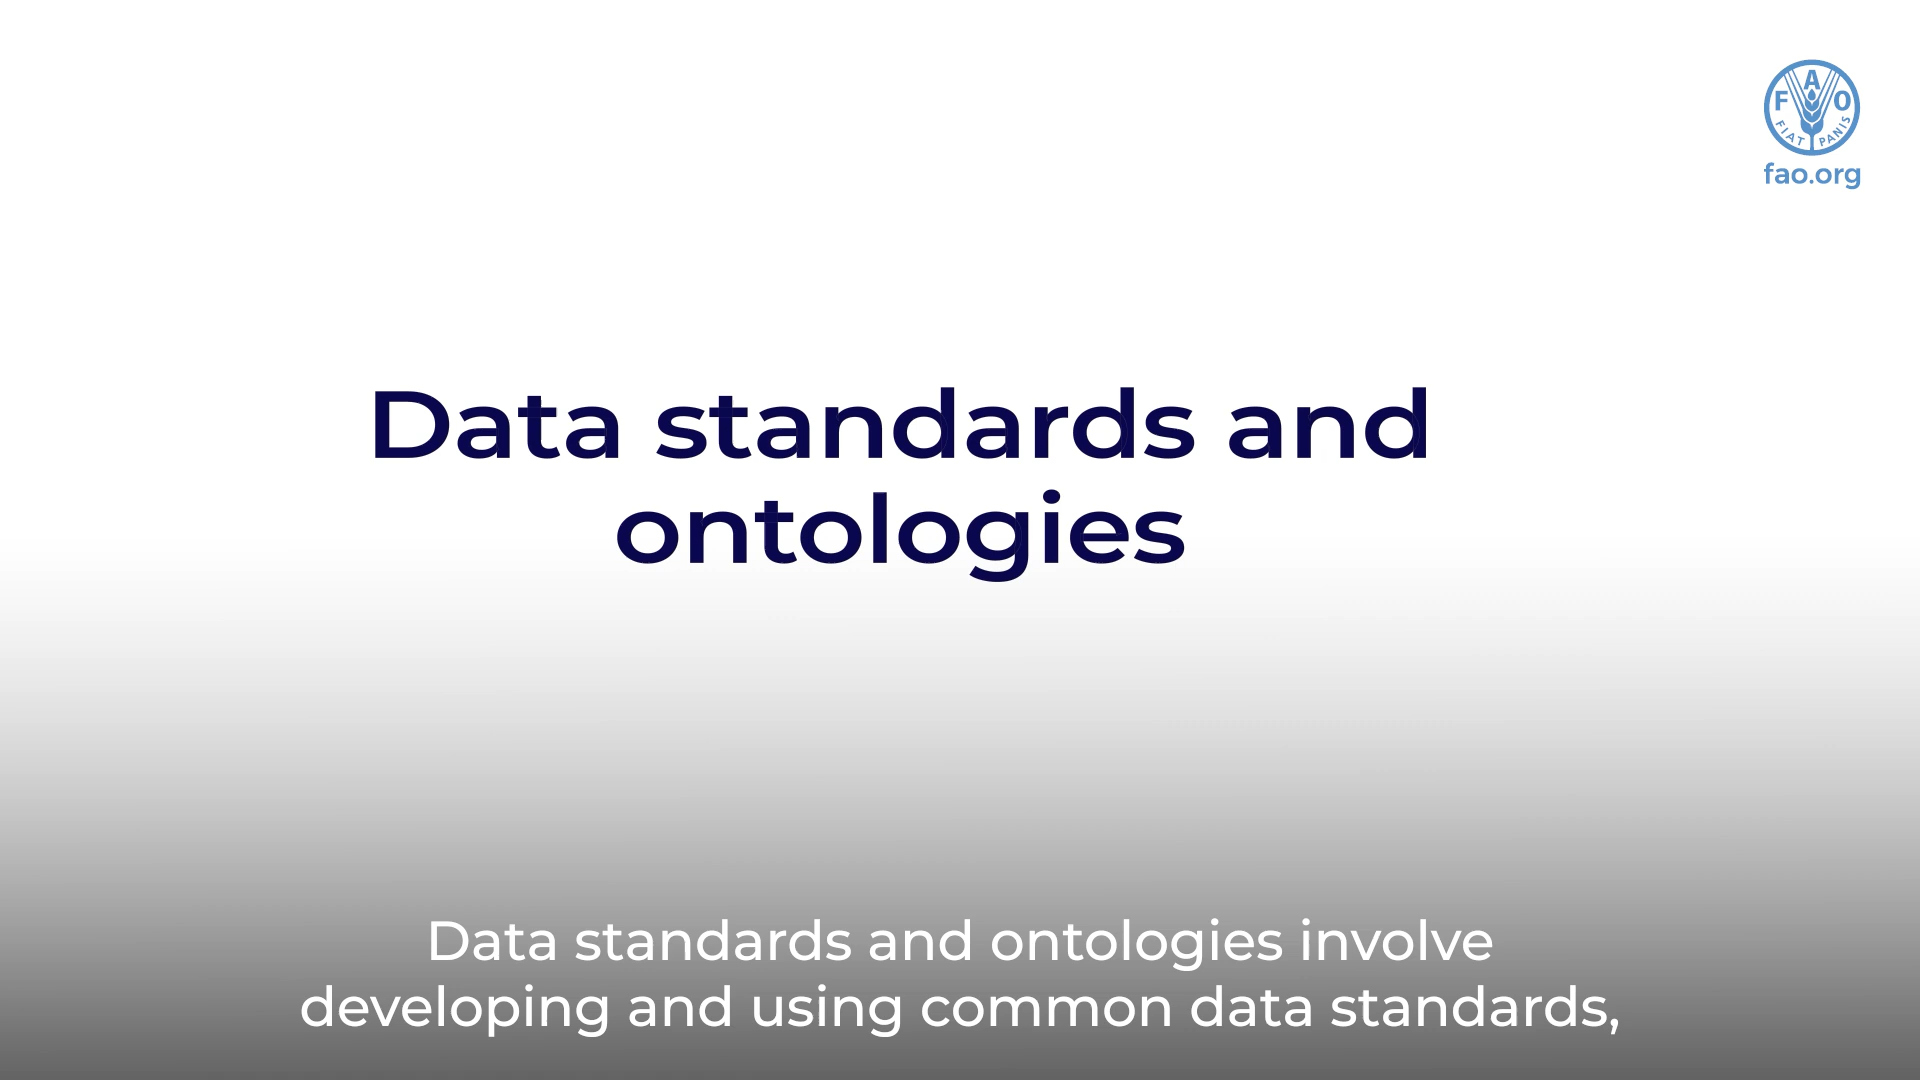 FAO
FIAT PANIS
fao.org
Data standards and
ontologies
Data standards and ontologies involve
developing and using common data standards,